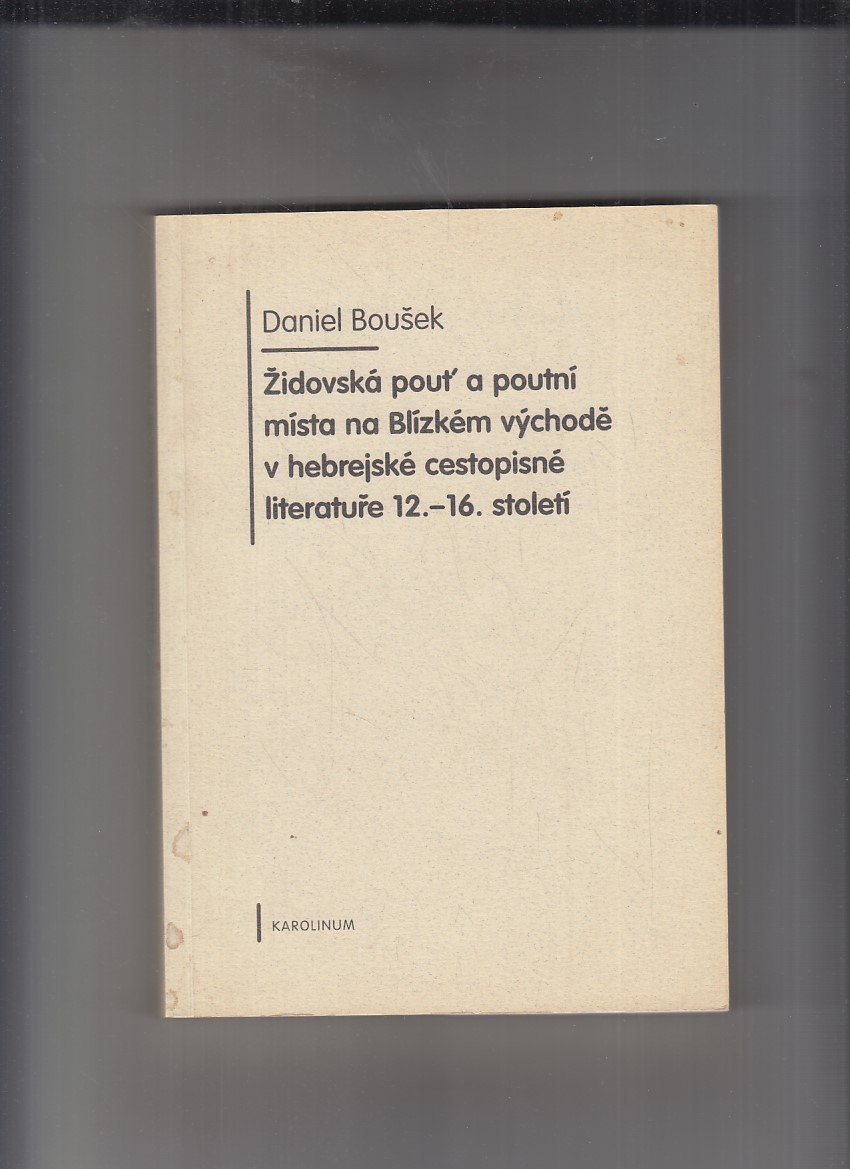 Daniel Boušek
Židovská pouť a poutní
místa na Blízkém východě
v hebrejské cestopisné
literatuře 12.–16. století
KAROLINUM